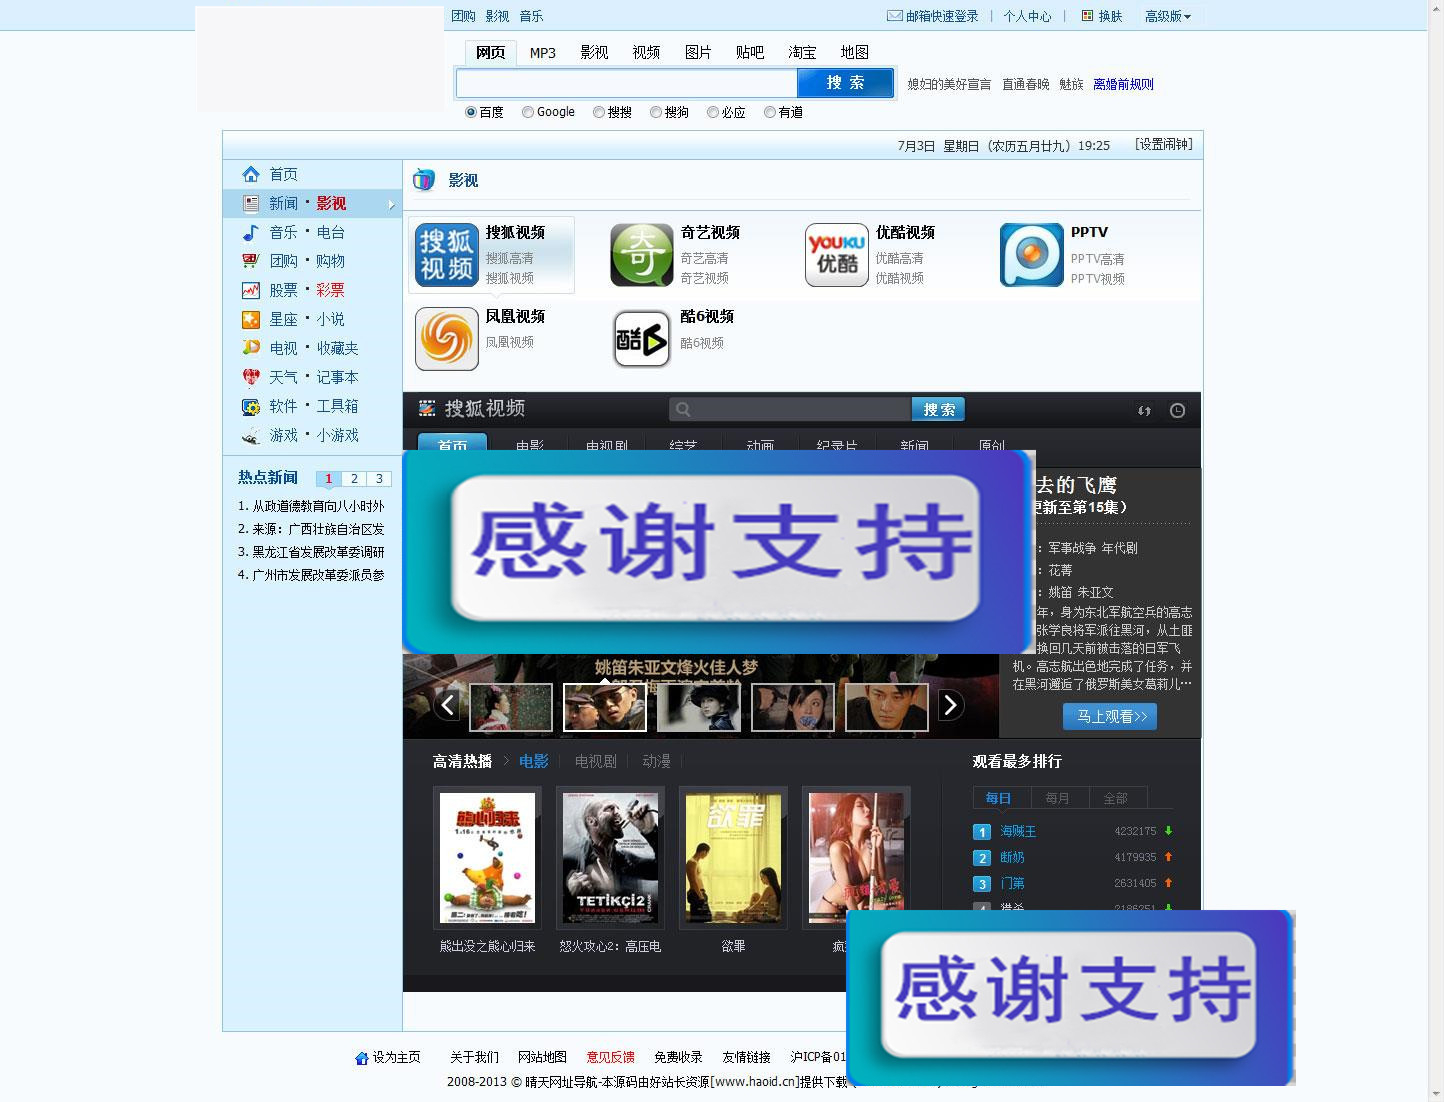 团购 影视 音乐
邮箱快速登录 | 个人中心 | 换肤 高级版
网页 MP3 影视 视频 图片 贴吧 淘宝 地图
搜 索
媳妇的美好宣言 直通春晚 魅族 离婚前规则
百度 Google 搜搜 搜狗 必应 有道
7月3日 星期日（农历五月廿九）19:25 [设置闹钟]
首页
新闻 · 影视
音乐 · 电台
团购 · 购物
股票 · 彩票
星座 · 小说
电视 · 收藏夹
天气 · 记事本
软件 · 工具箱
游戏 · 小游戏
热点新闻 1 2 3
1. 从政道德教育向八小时外
2. 来源：广西壮族自治区发
3. 黑龙江省发展改革委调研
4. 广州市发展改革委派员参
影视
搜狐视频
搜狐视频
搜狐高清
搜狐视频
奇
奇艺视频
奇艺高清
奇艺视频
YOUKU
优酷
优酷视频
优酷高清
优酷视频
PPTV
PPTV高清
PPTV视频
凤凰视频
凤凰视频
酷6
酷6视频
酷6视频
搜狐视频 搜索
首页 电影 电视剧 综艺 动画 纪录片 新闻 原创
感谢支持
去的飞鹰
更新至第15集）
：军事战争 年代剧
：花菁
：姚笛 朱亚文
年，身为东北军航空兵的高志
张学良将军派往黑河，从土匪
换回几天前被击落的日军飞
机。高志航出色地完成了任务，并
在黑河邂逅了俄罗斯美女葛莉儿…
马上观看>>
姚笛朱亚文烽火佳人梦
高清热播 > 电影 | 电视剧 | 动漫 |
熊心归来
TETİKÇİ 2
欲罪
熊出没之熊心归来 怒火攻心2：高压电 欲罪 疯
观看最多排行
每日 每月 全部
1 海贼王 4232175
2 断奶 4179935
3 门第 2631405
4 猎杀 2186251
感谢支持
设为主页 关于我们 网站地图 意见反馈 免费收录 友情链接 沪ICP备01
2008-2013 © 晴天网址导航-本源码由好站长资源[www.haoid.cn]提供下载